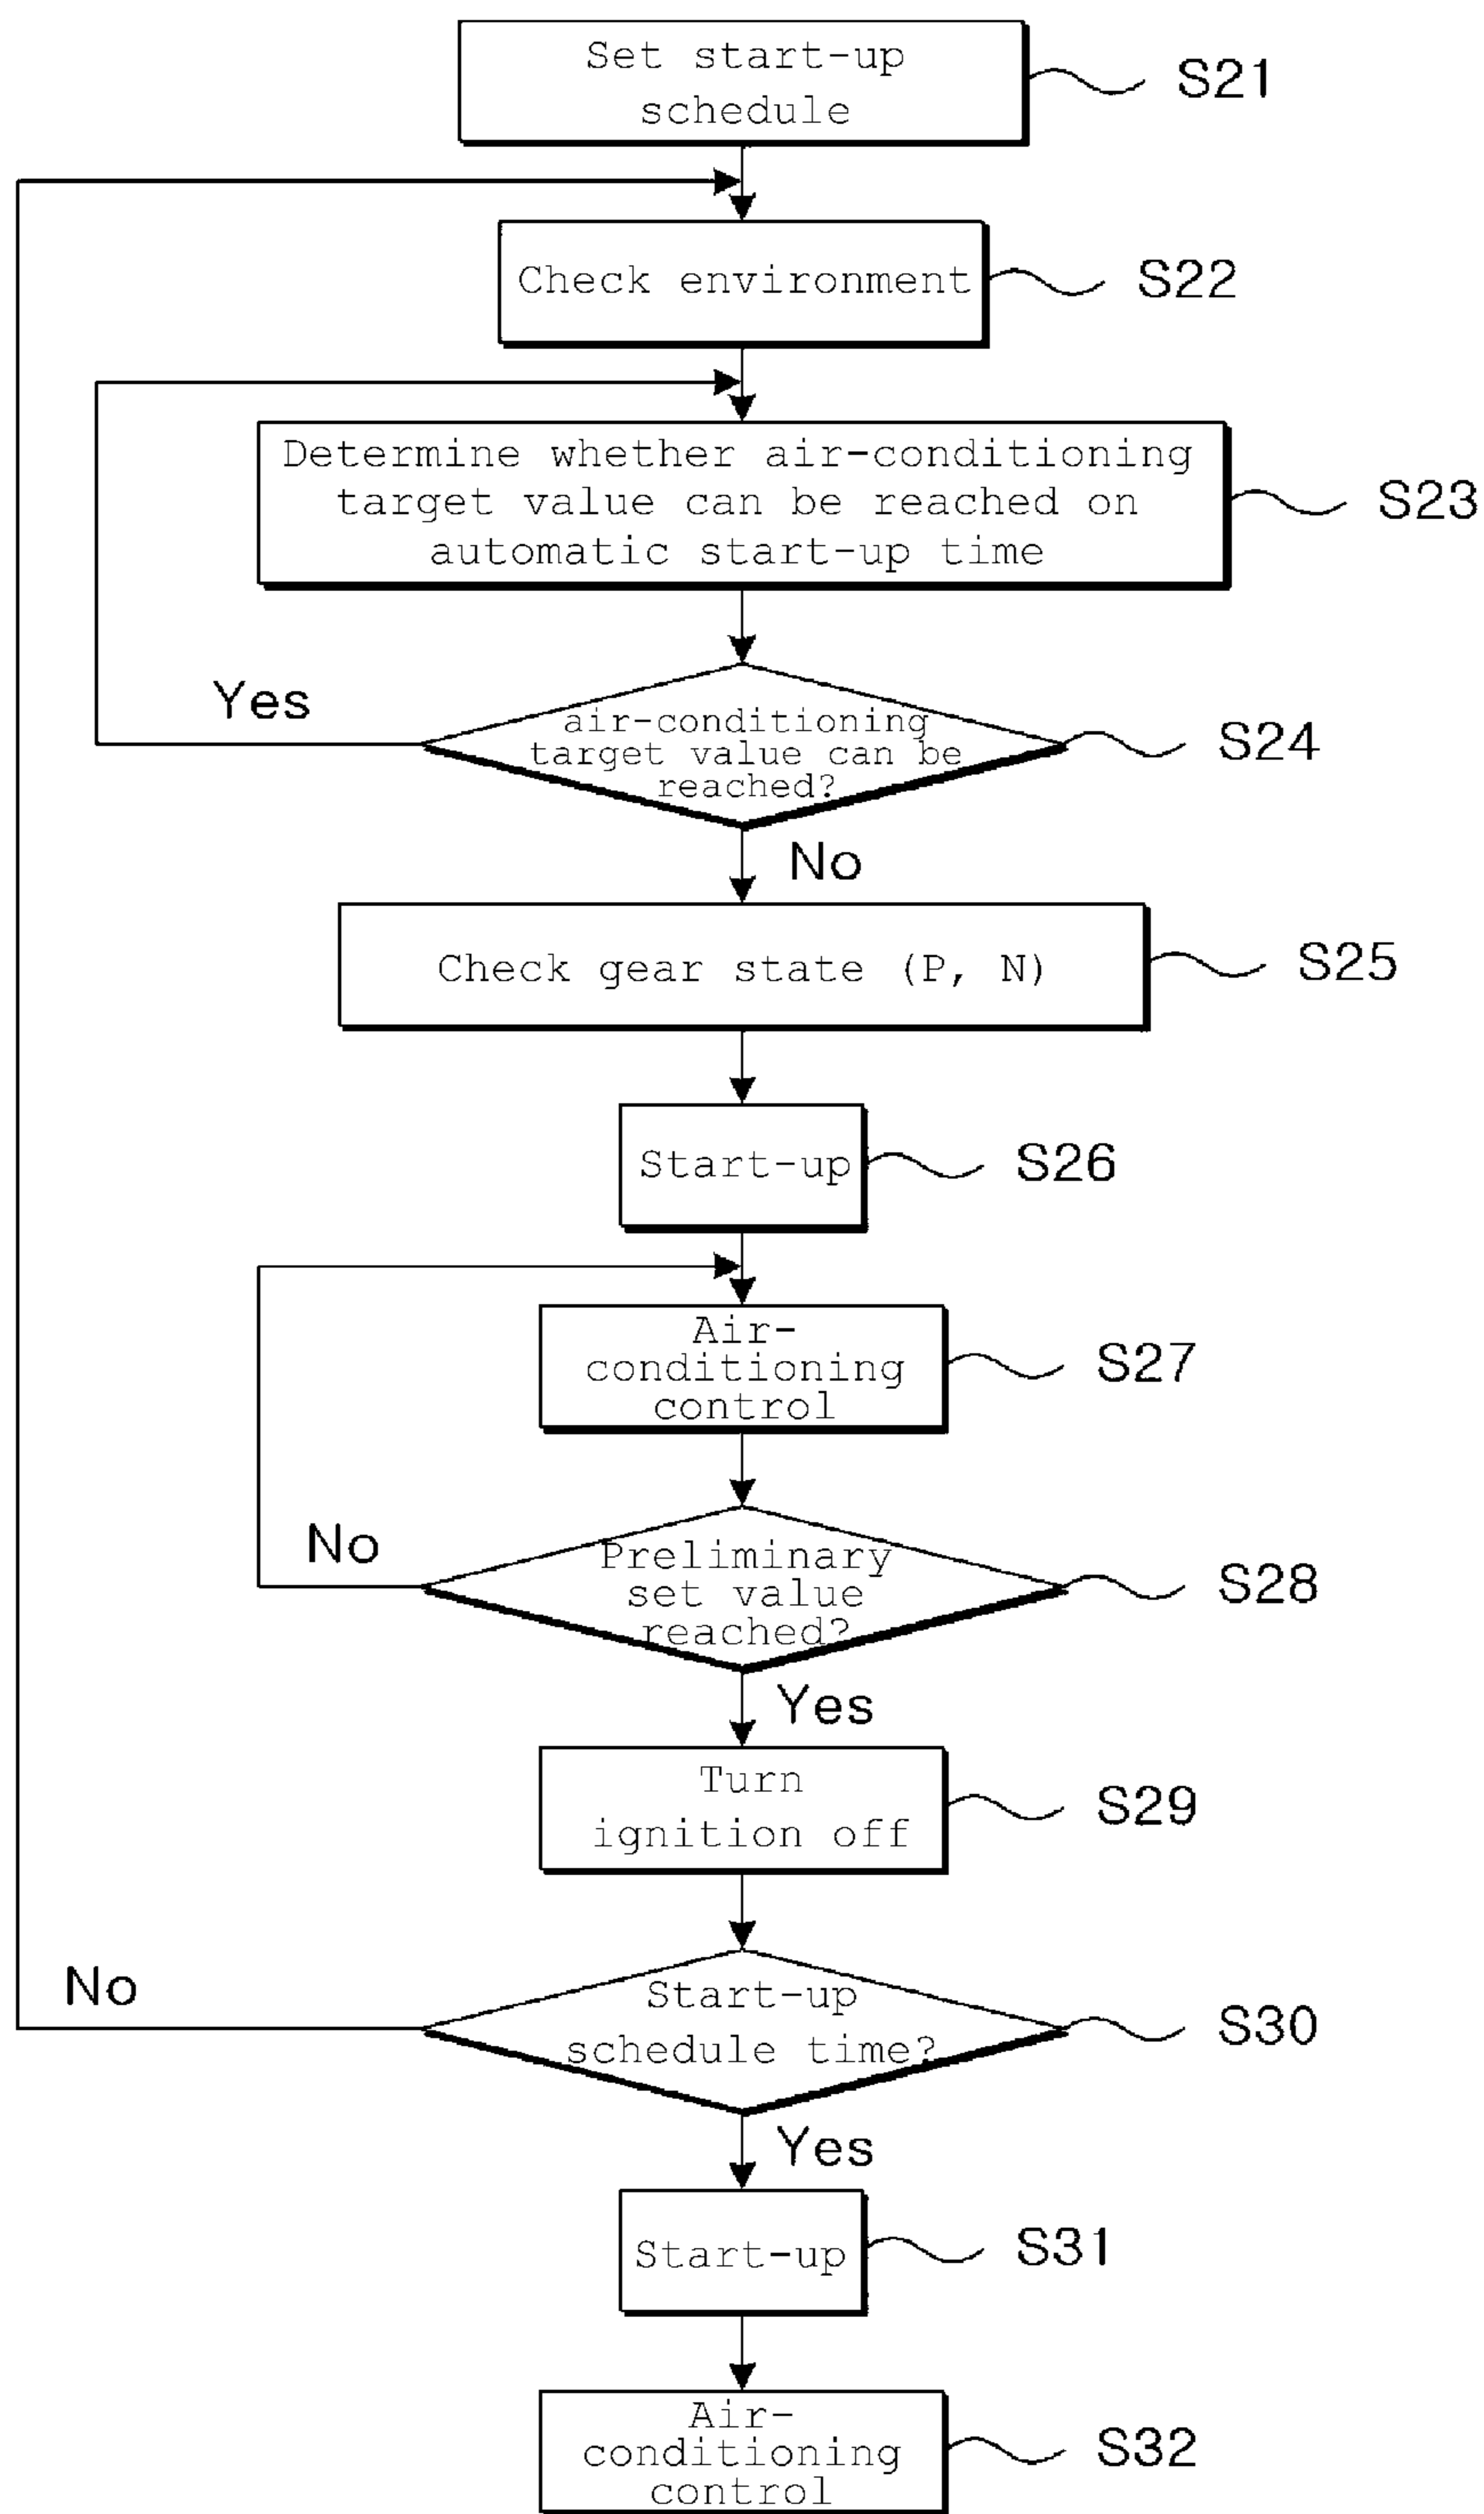 Set start-up
schedule
S21
Check environment
S22
Determine whether air-conditioning
target value can be reached on
automatic start-up time
S23
Yes
air-conditioning
target value can be
reached?
S24
No
Check gear state (P, N)
S25
Start-up
S26
Air-
conditioning
control
S27
No
Preliminary
set value
reached?
S28
Yes
Turn
ignition off
S29
No
Start-up
schedule time?
S30
Yes
Start-up
S31
Air-
conditioning
control
S32